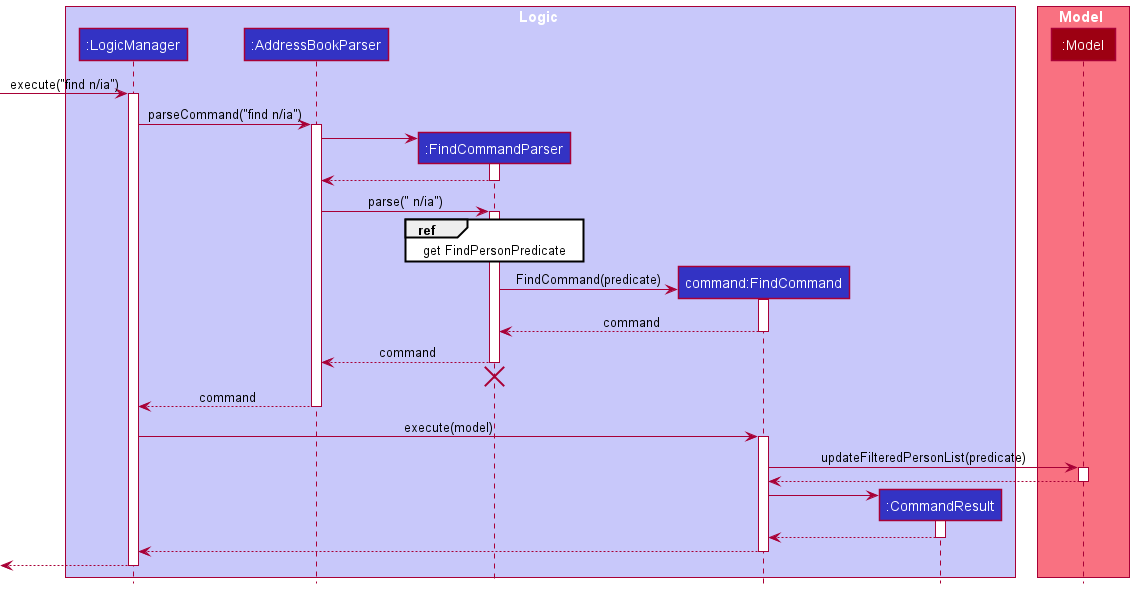 Logic
Model
:LogicManager
:AddressBookParser
:Model
execute("find n/ia")
parseCommand("find n/ia")
:FindCommandParser
parse(" n/ia")
ref
get FindPersonPredicate
FindCommand(predicate)
command:FindCommand
command
command
command
execute(model)
updateFilteredPersonList(predicate)
:CommandResult